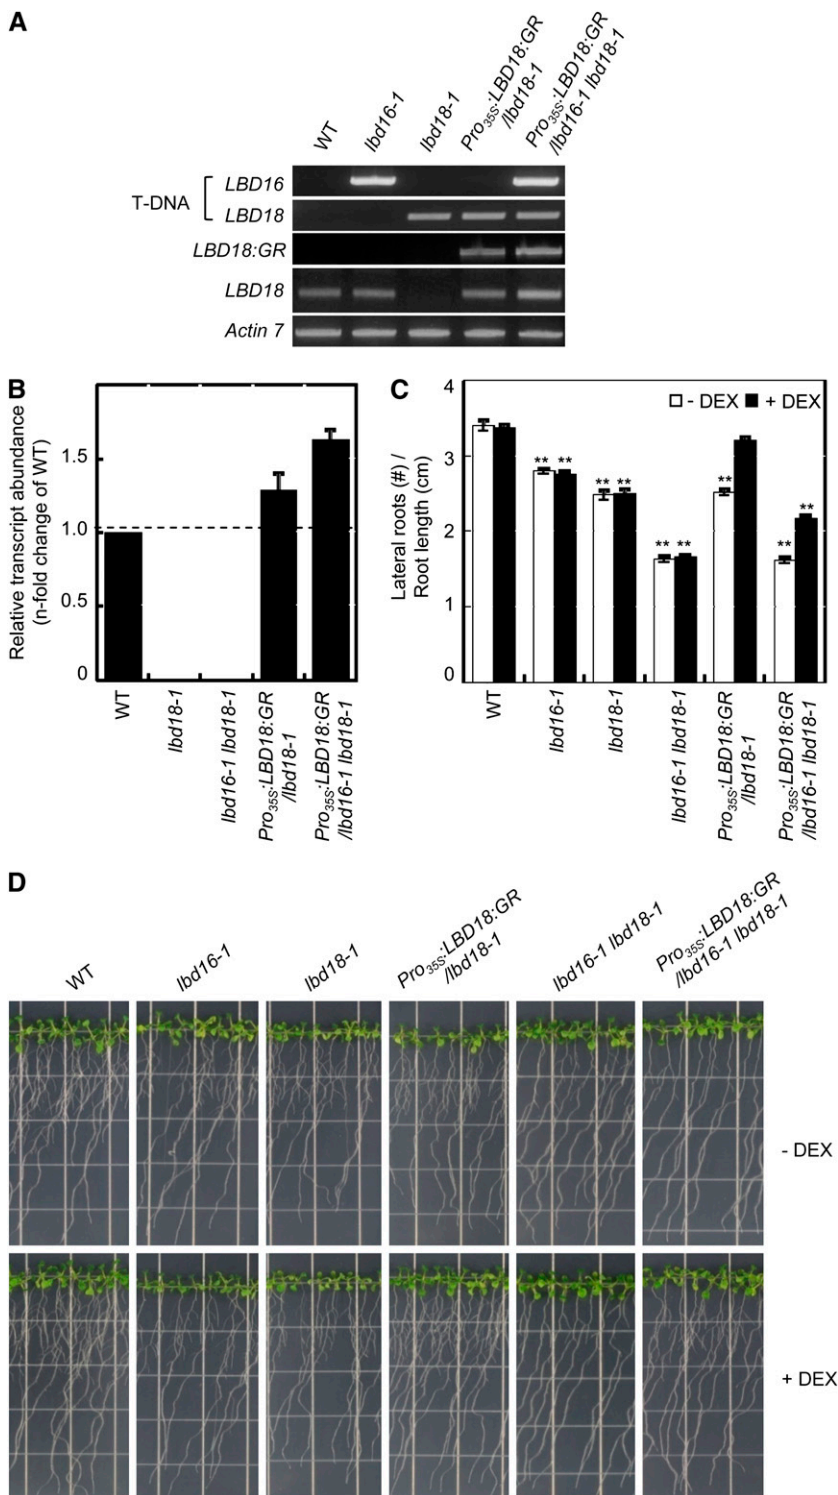 A
WT
lbd16-1
lbd18-1
Pro35S:LBD18:GR
/lbd18-1
Pro35S:LBD18:GR
/lbd16-1 lbd18-1
T-DNA
LBD16
LBD18
LBD18:GR
LBD18
Actin 7
B
Relative transcript abundance
(n-fold change of WT)
1.5
1.0
0.5
0
WT
lbd18-1
lbd16-1 lbd18-1
Pro35S:LBD18:GR
/lbd18-1
Pro35S:LBD18:GR
/lbd16-1 lbd18-1
C
Lateral roots (#) /
Root length (cm)
4
3
2
1
0
- DEX + DEX
** **
** **
** **
**
** **
WT
lbd16-1
lbd18-1
lbd16-1 lbd18-1
Pro35S:LBD18:GR
/lbd18-1
Pro35S:LBD18:GR
/lbd16-1 lbd18-1
D
WT
lbd16-1
lbd18-1
Pro35S:LBD18:GR
/lbd18-1
lbd16-1 lbd18-1
Pro35S:LBD18:GR
/lbd16-1 lbd18-1
- DEX
+ DEX